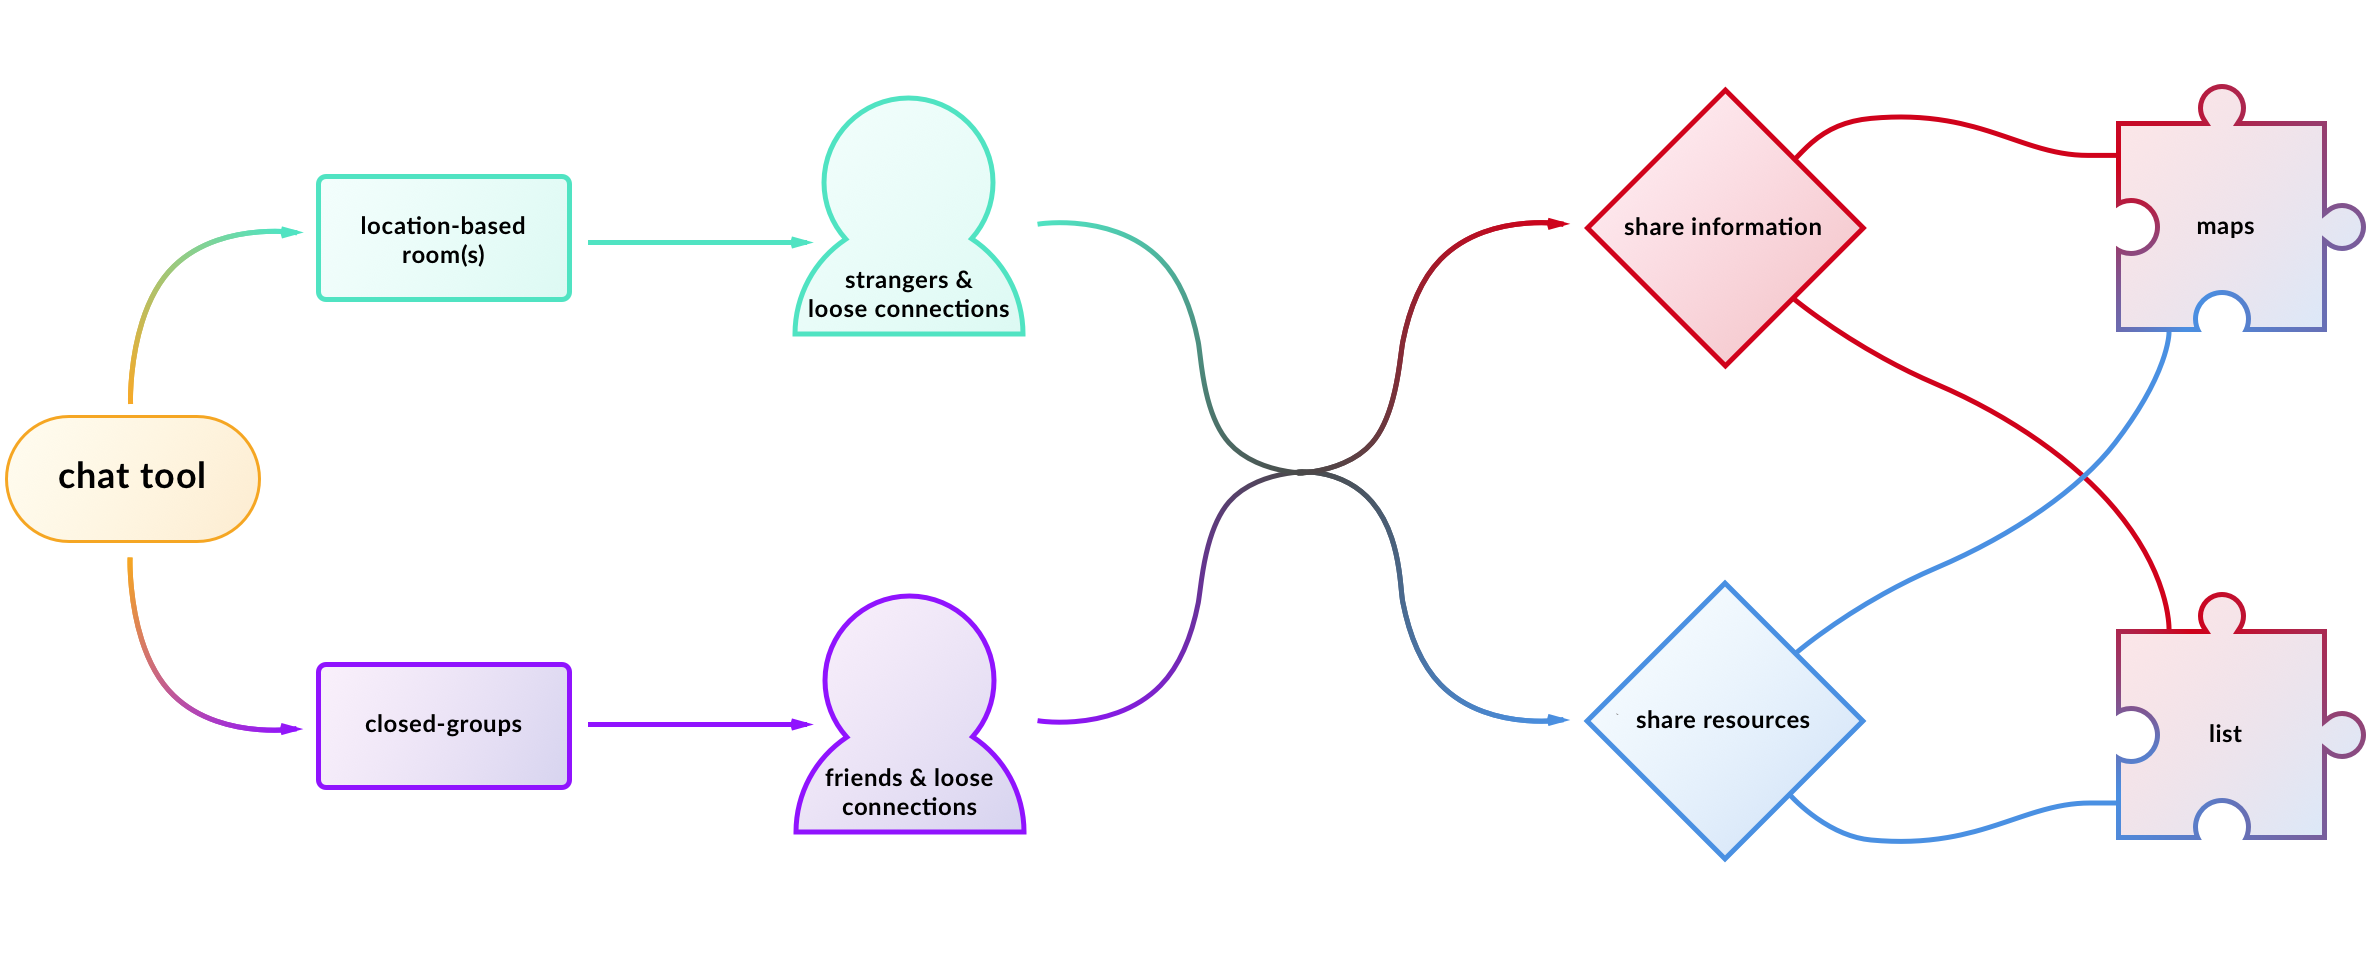 chat tool
location-based
room(s)
strangers &
loose connections
closed-groups
friends & loose
connections
share information
share resources
maps
list